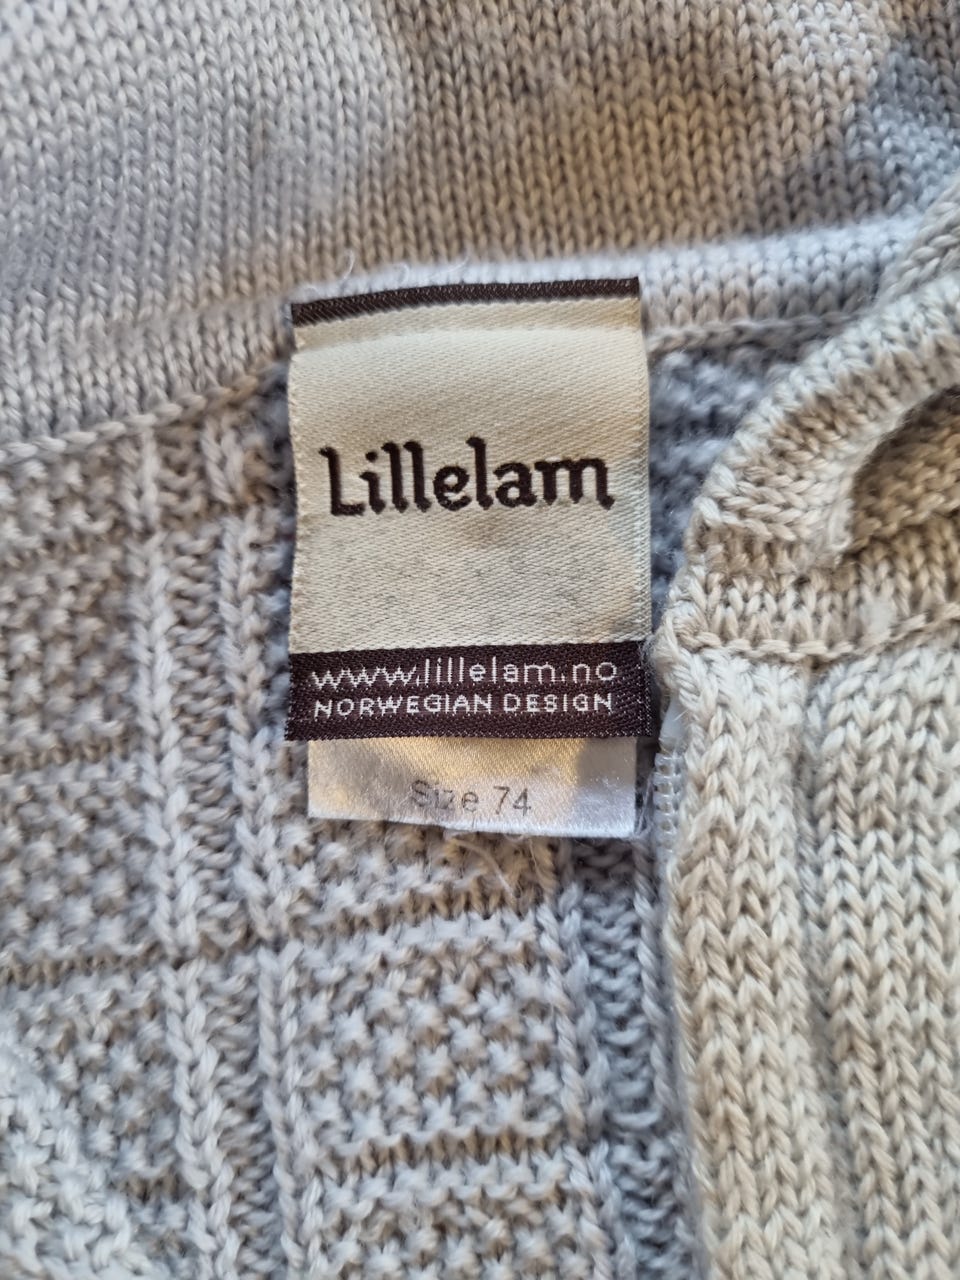 Lillelam
www.lillelam.no
NORWEGIAN DESIGN
Size 74